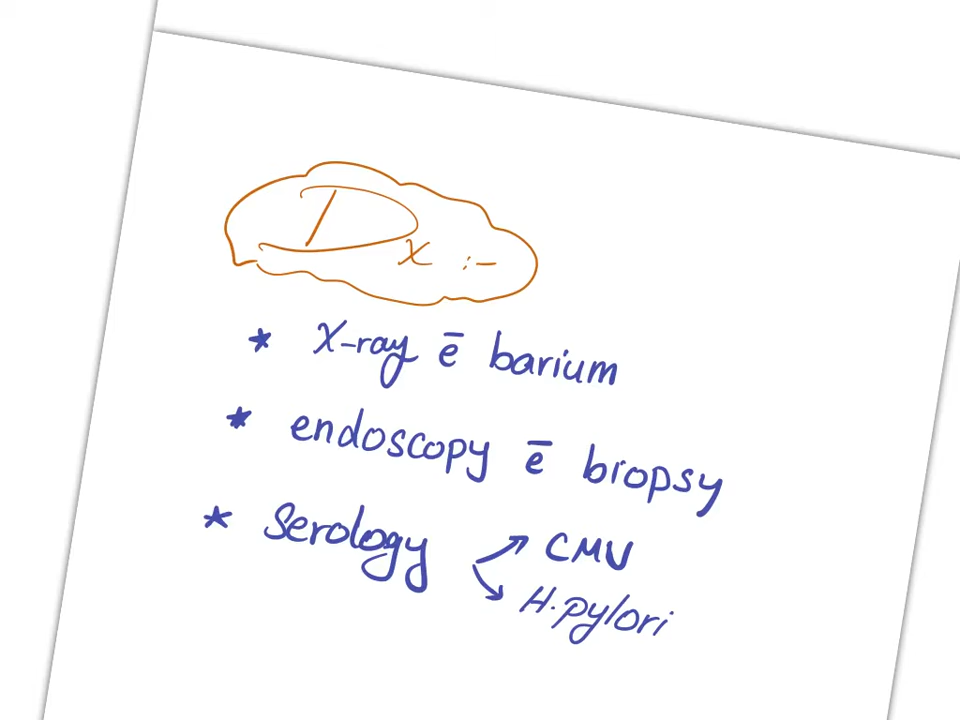 Dx :-
* X-ray ē barium
* endoscopy ē biopsy
* Serology ↗ CMV
↘ H.pylori